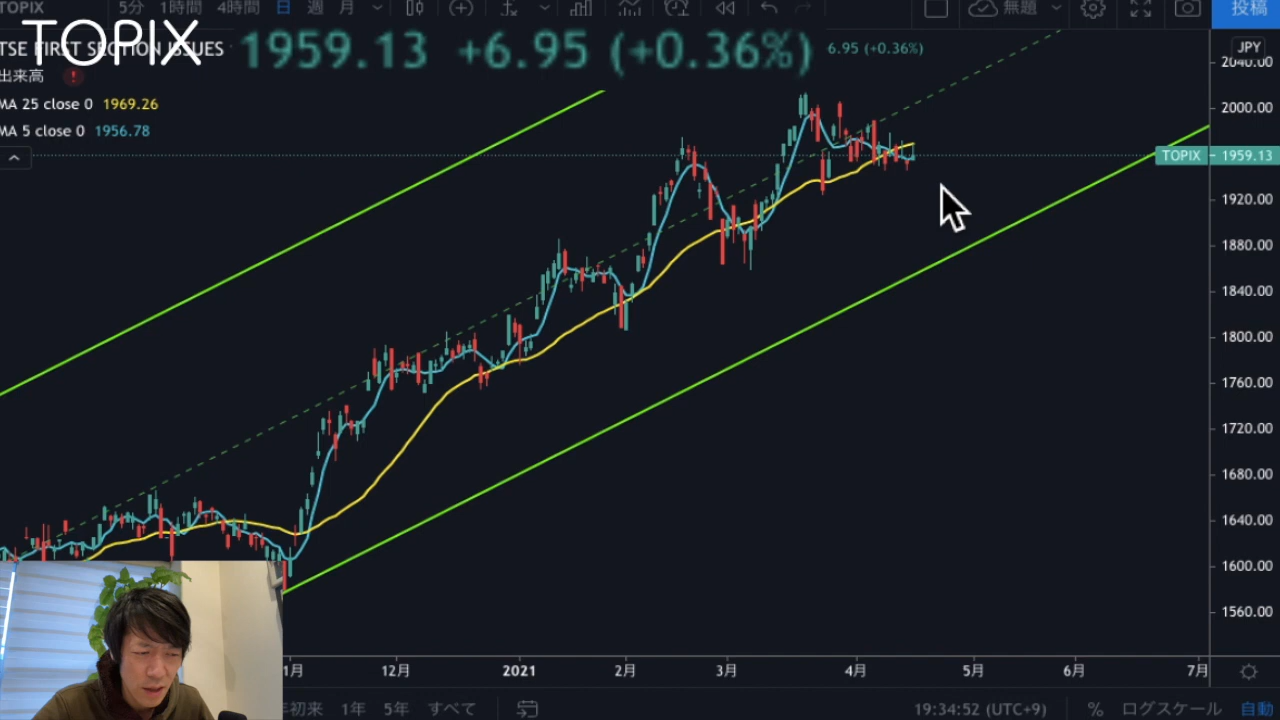 TOPIX 5分 1時間 4時間 日 週 月 無題 投稿
TOPIX
TSE FIRST SECTION ISSUES 1959.13 +6.95 (+0.36%) 6.95 (+0.36%)
出来高
MA 25 close 0 1969.26
MA 5 close 0 1956.78
JPY
2040.00
2000.00
TOPIX 1959.13
1920.00
1880.00
1840.00
1800.00
1760.00
1720.00
1680.00
1640.00
1600.00
1560.00
1月 12月 2021 2月 3月 4月 5月 6月 7月
年初来 1年 5年 すべて 19:34:52 (UTC+9) % ログスケール 自動